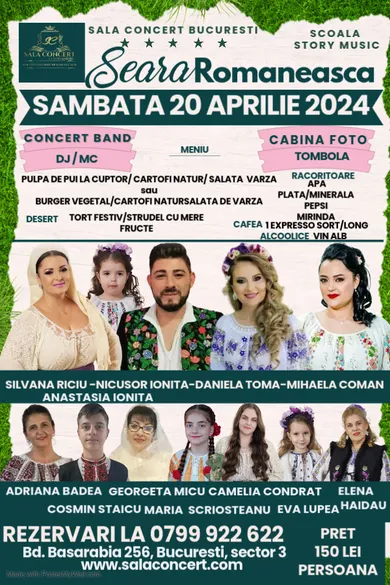 SALA CONCERT BUCURESTI
SCOALA
STORY MUSIC
SALA CONCERT
Seara Romaneasca
SAMBATA 20 APRILIE 2024
CONCERT BAND
DJ / MC
MENIU
CABINA FOTO
TOMBOLA
PULPA DE PUI LA CUPTOR/ CARTOFI NATUR/ SALATA VARZA
sau
BURGER VEGETAL/CARTOFI NATURSALATA DE VARZA
DESERT
TORT FESTIV/STRUDEL CU MERE
FRUCTE
RACORITOARE
APA
PLATA/MINERALA
PEPSI
MIRINDA
CAFEA 1 EXPRESSO SORT/LONG
ALCOOLICE VIN ALB
SILVANA RICIU -NICUSOR IONITA-DANIELA TOMA-MIHAELA COMAN
ANASTASIA IONITA
ADRIANA BADEA GEORGETA MICU CAMELIA CONDRAT ELENA
COSMIN STAICU MARIA SCRIOSTEANU EVA LUPEA HAIDAU
REZERVARI LA 0799 922 622
Bd. Basarabia 256, Bucuresti, sector 3
www.salaconcert.com
PRET
150 LEI
PERSOANA
Made with PosterMyWall.com